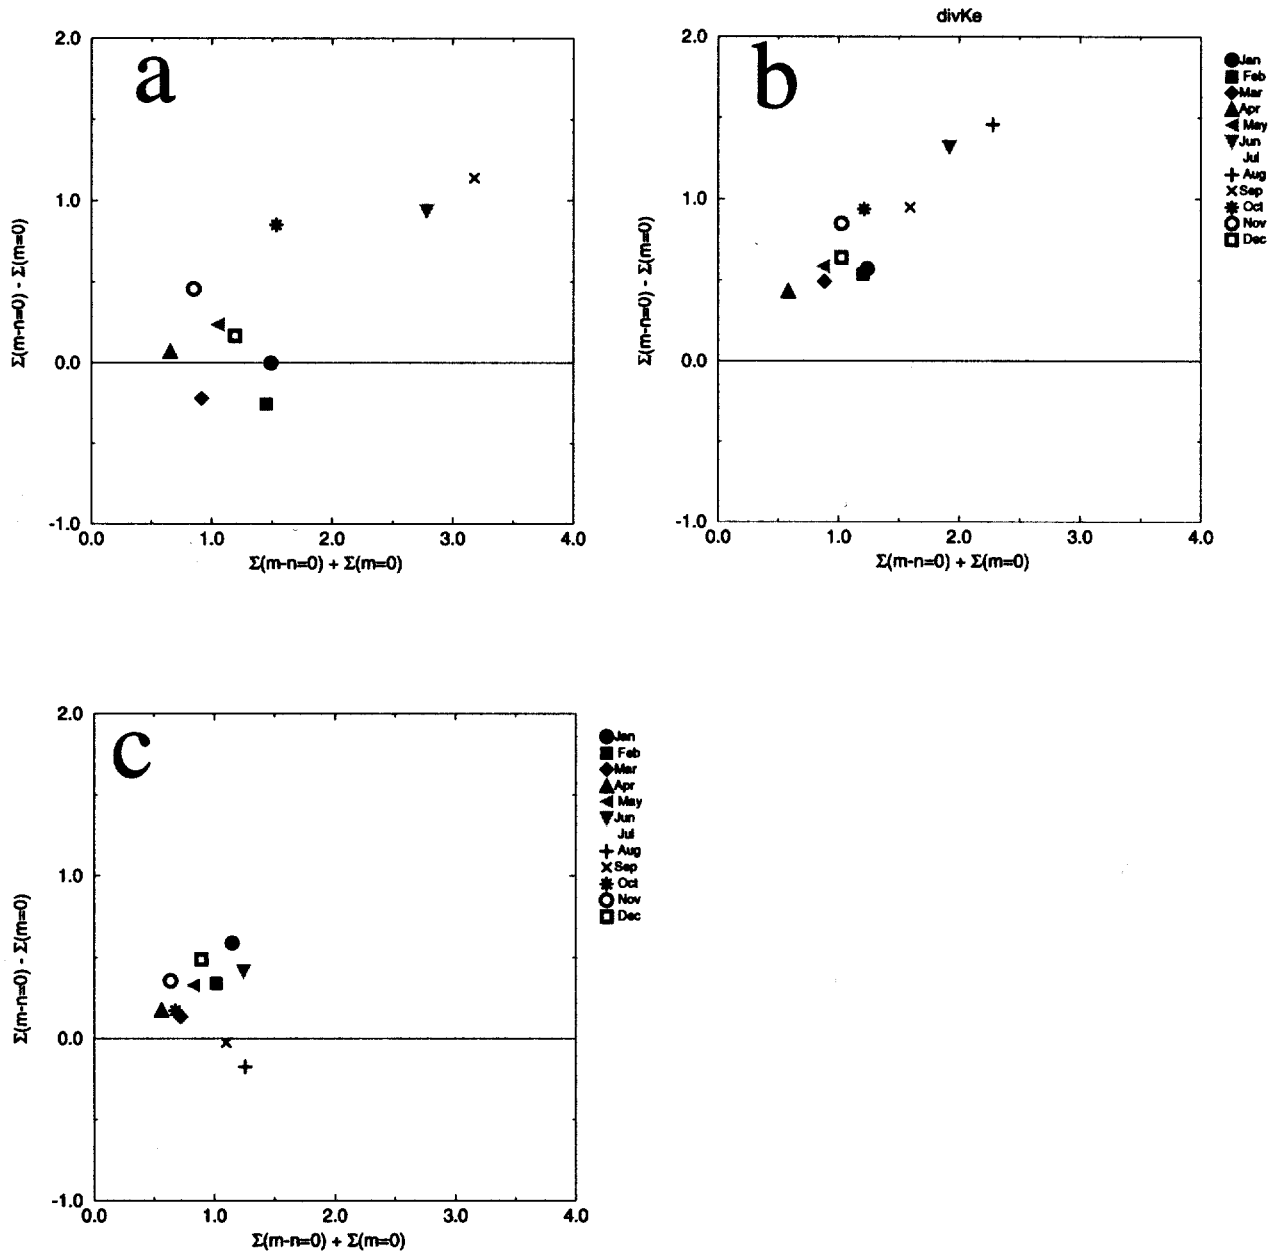 a
2.0
1.0
0.0
-1.0
Σ(m-n=0) - Σ(m=0)
0.0 1.0 2.0 3.0 4.0
Σ(m-n=0) + Σ(m=0)
divKe
b
2.0
1.0
0.0
-1.0
Σ(m-n=0) - Σ(m=0)
0.0 1.0 2.0 3.0 4.0
Σ(m-n=0) + Σ(m=0)
Jan
Feb
Mar
Apr
May
Jun
Jul
Aug
Sep
Oct
Nov
Dec
c
2.0
1.0
0.0
-1.0
Σ(m-n=0) - Σ(m=0)
0.0 1.0 2.0 3.0 4.0
Σ(m-n=0) + Σ(m=0)
Jan
Feb
Mar
Apr
May
Jun
Jul
Aug
Sep
Oct
Nov
Dec